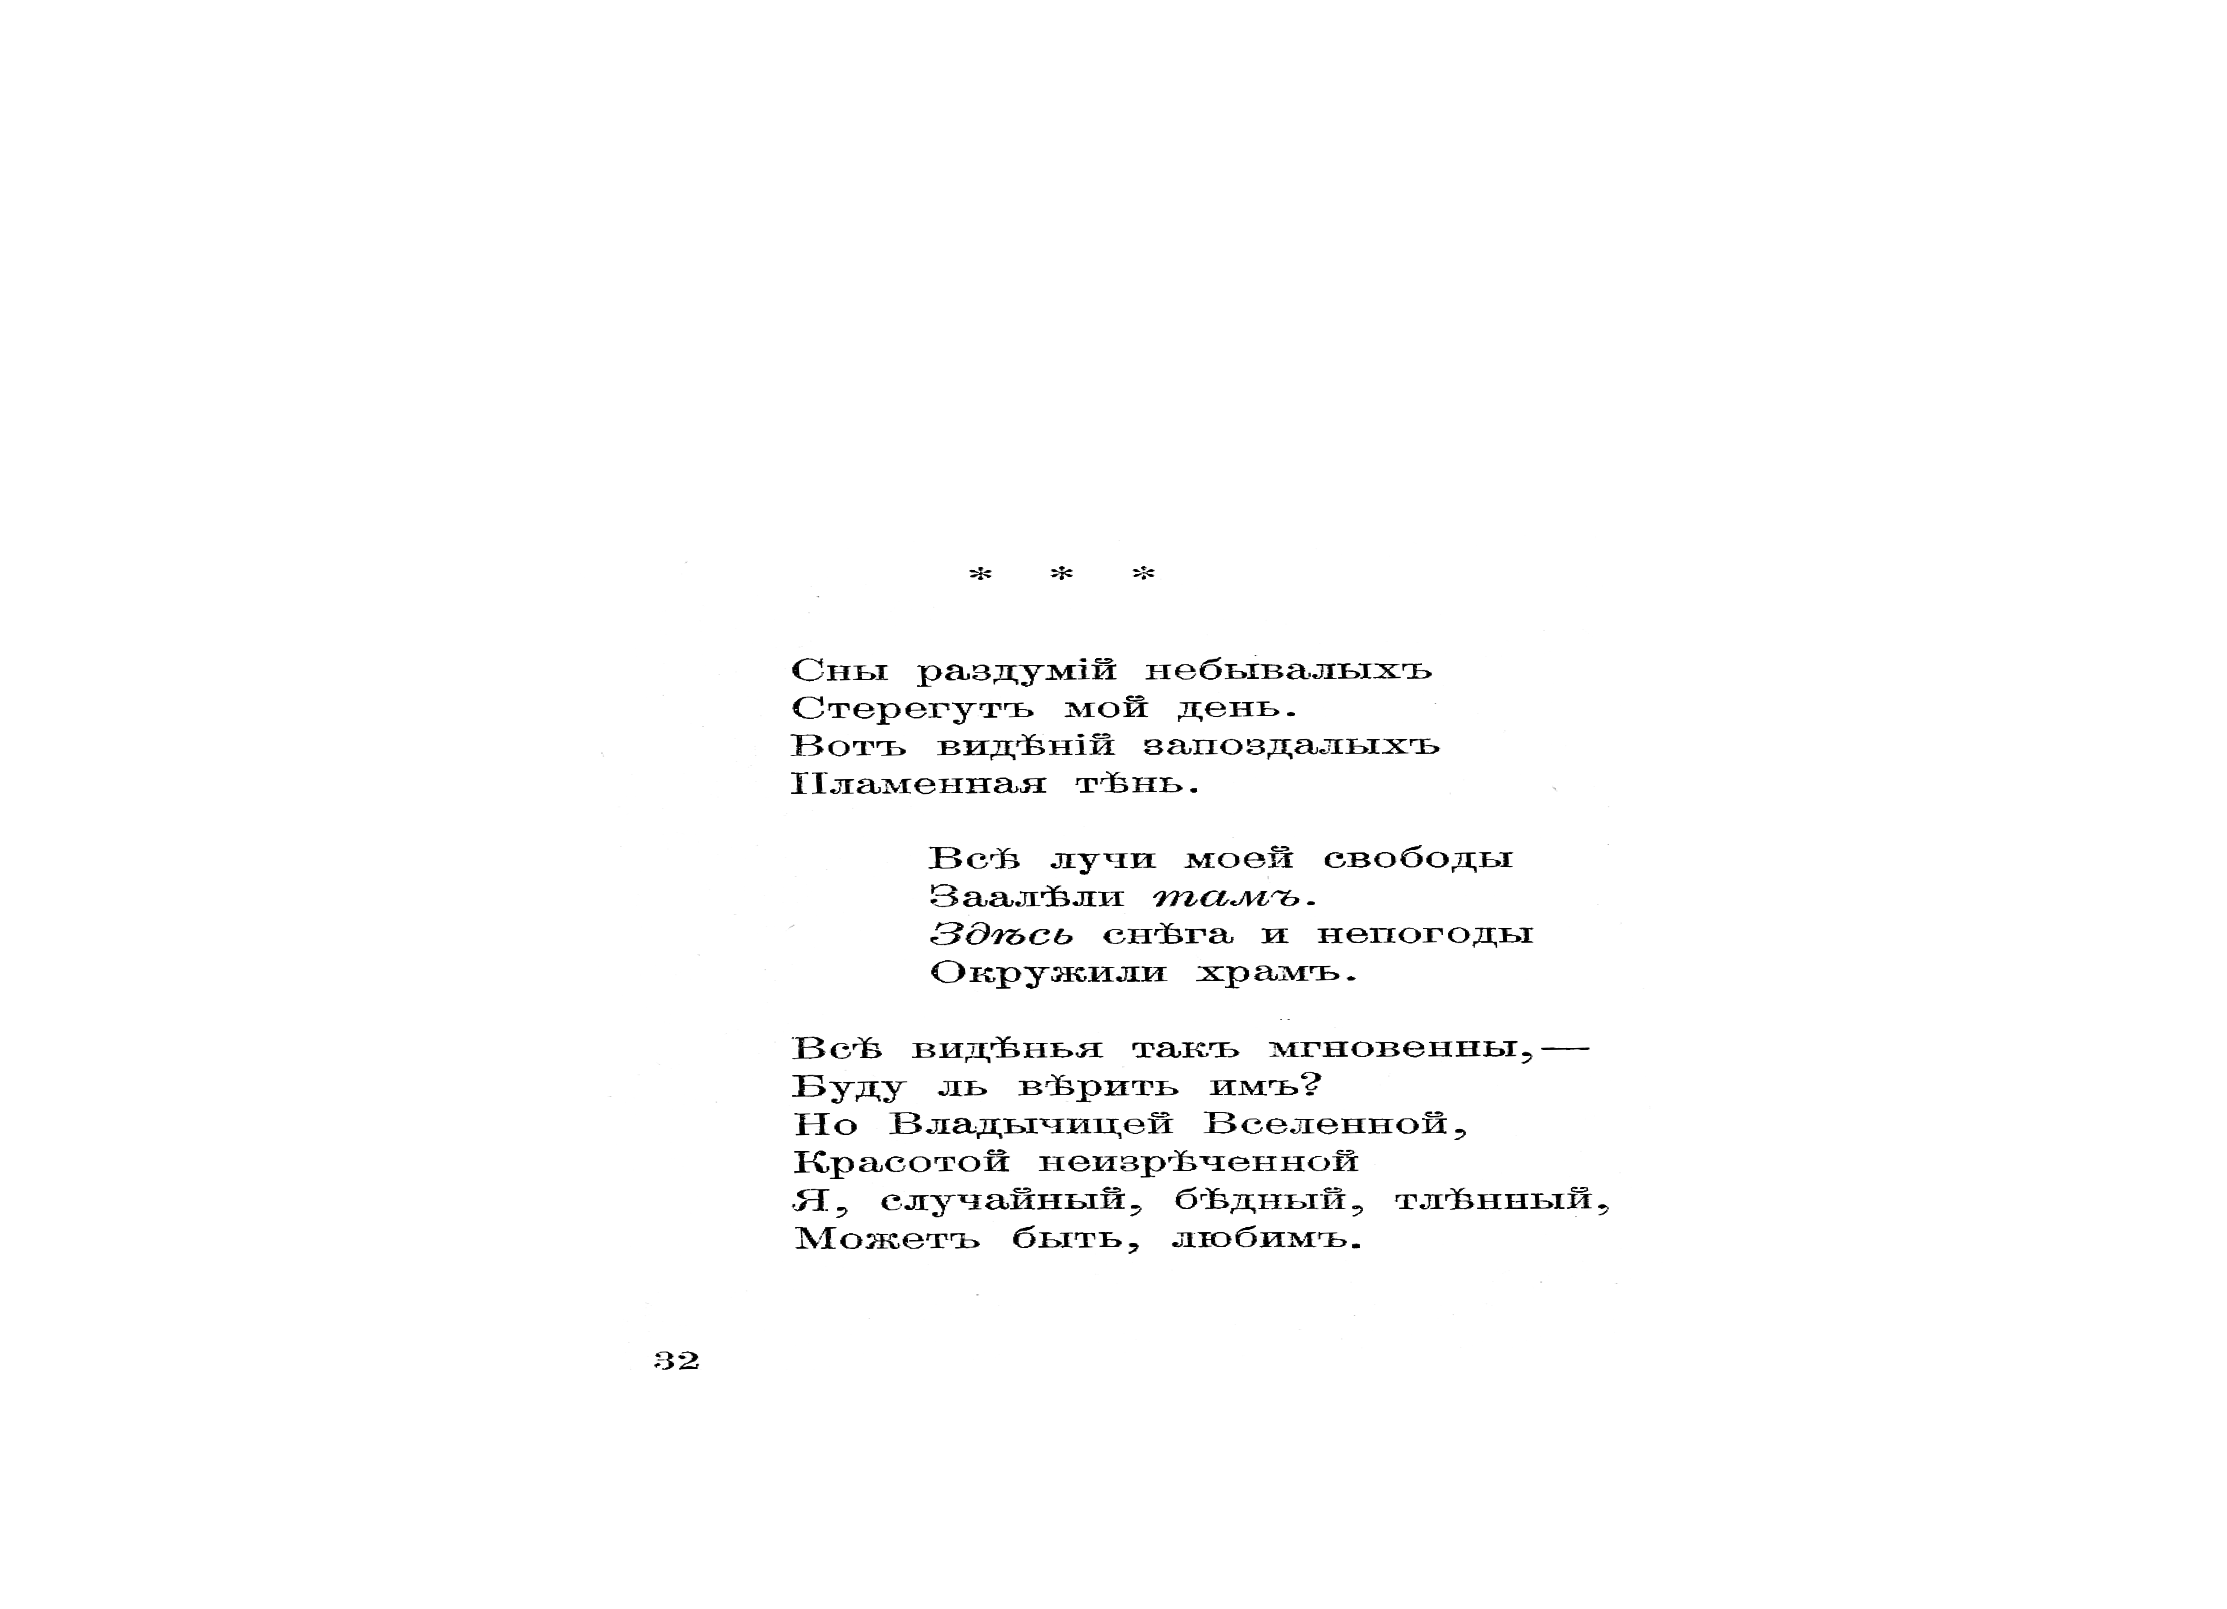 * * *
Сны раздумій небывалыхъ
Стерегутъ мой день.
Вотъ видѣній запоздалыхъ
Пламенная тѣнь.
Всѣ лучи моей свободы
Заалѣли тамъ.
Здѣсь снѣга и непогоды
Окружили храмъ.
Всѣ видѣнья такъ мгновенны,—
Буду ль вѣрить имъ?
Но Владычицей Вселенной,
Красотой неизрѣченной
Я, случайный, бѣдный, тлѣнный,
Можетъ быть, любимъ.
32